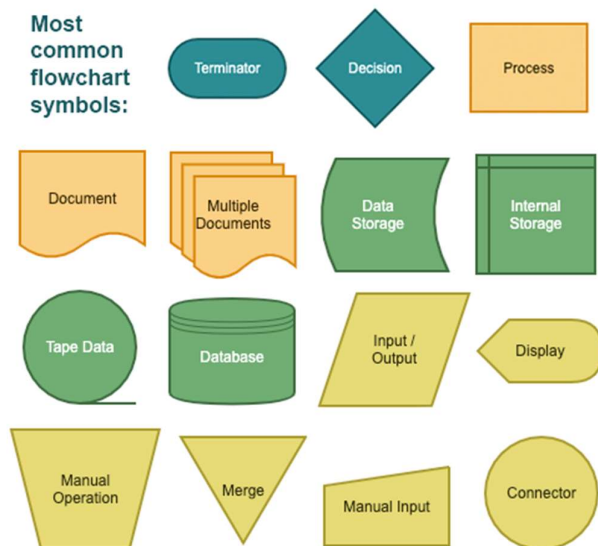 Most
common
flowchart
symbols:
Terminator
Decision
Process
Document
Multiple
Documents
Data
Storage
Internal
Storage
Tape Data
Database
Input /
Output
Display
Manual
Operation
Merge
Manual Input
Connector